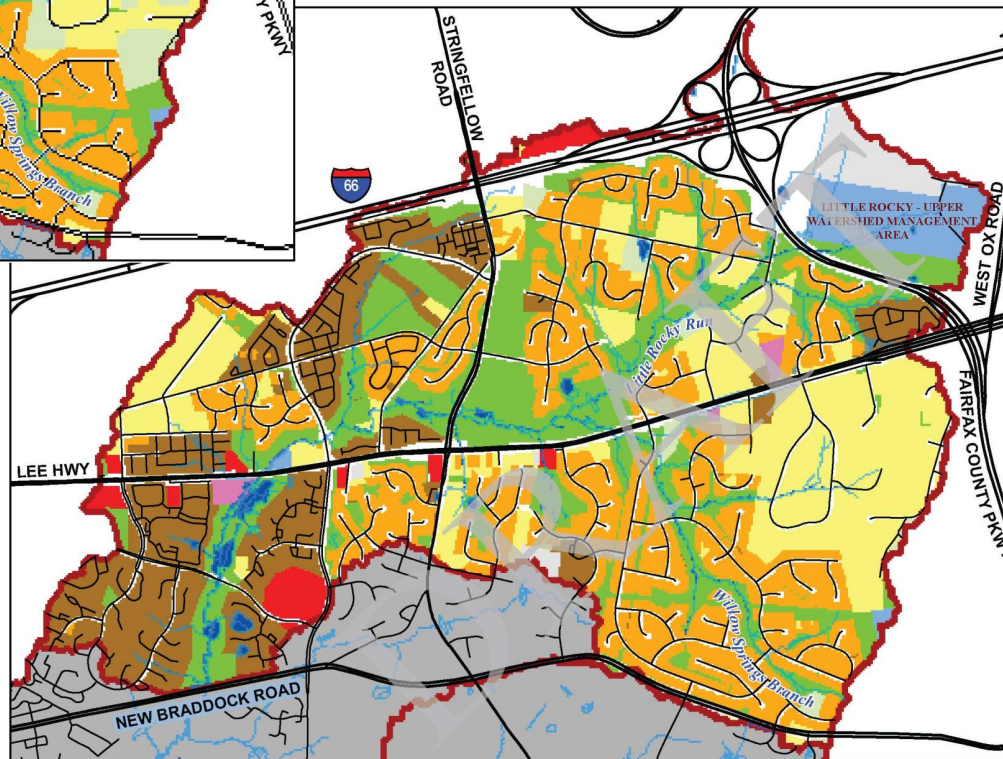 Y PKWY
Willow Springs Branch
STRINGFELLOW
ROAD
66
LITTLE ROCKY - UPPER
WATERSHED MANAGEMENT
AREA
WEST OX ROAD
Little Rocky Run
FAIRFAX COUNTY PKWY
LEE HWY
Willow Springs Branch
NEW BRADDOCK ROAD
DRAFT